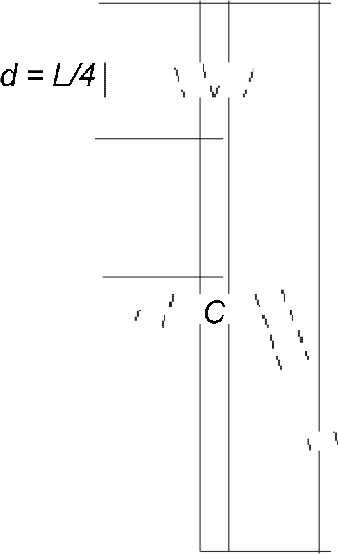 d = L/4
C